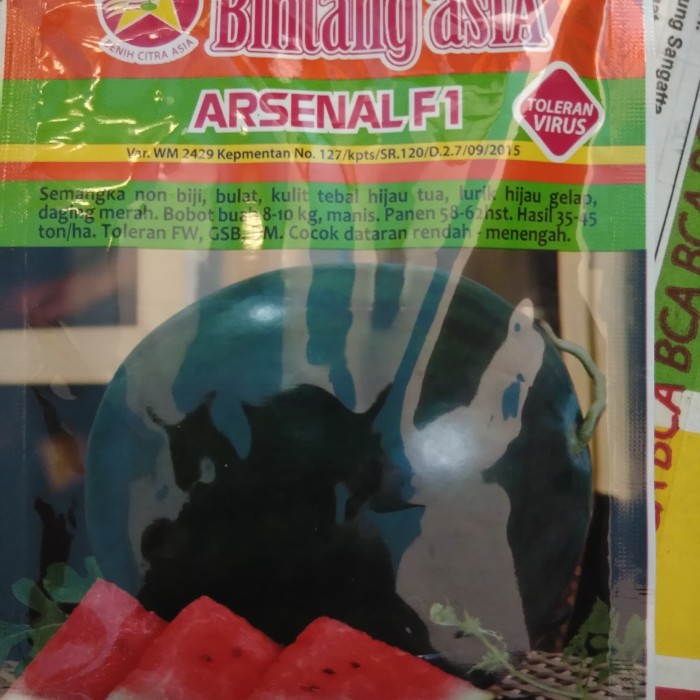 Bintang asia
BENIH CITRA ASIA
ARSENAL F1
TOLERAN
VIRUS
Var. WM 2429 Kepmentan No. 127/kpts/SR.120/D.2.7/09/2015
Semangka non biji, bulat, kulit tebal hijau tua, lurik hijau gelap,
daging merah. Bobot buah 8-10 kg, manis. Panen 58-62hst. Hasil 35-45
ton/ha. Toleran FW, GSB, Cocok dataran rendah - menengah.
ung Sangatta
BCA BCA BCA